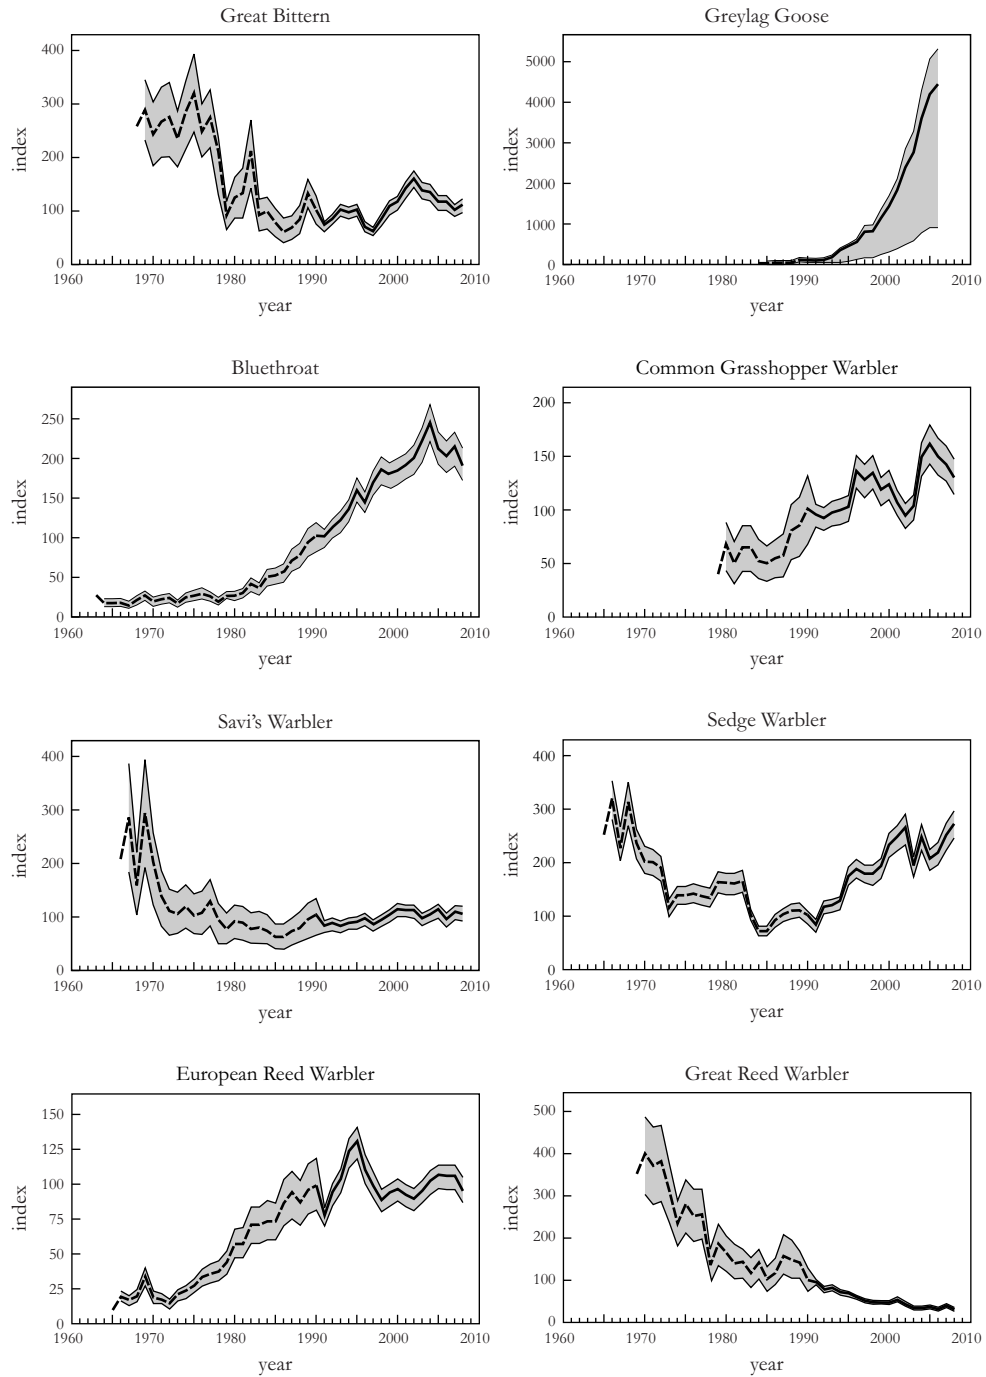 Great Bittern
400
300
200
100
0
index
1960 1970 1980 1990 2000 2010
year
Greylag Goose
5000
4000
3000
2000
1000
0
index
1960 1970 1980 1990 2000 2010
year
Bluethroat
250
200
150
100
50
0
index
1960 1970 1980 1990 2000 2010
year
Common Grasshopper Warbler
200
150
100
50
0
index
1960 1970 1980 1990 2000 2010
year
Savi’s Warbler
400
300
200
100
0
index
1960 1970 1980 1990 2000 2010
year
Sedge Warbler
400
300
200
100
0
index
1960 1970 1980 1990 2000 2010
year
European Reed Warbler
150
125
100
75
50
25
0
index
1960 1970 1980 1990 2000 2010
year
Great Reed Warbler
500
400
300
200
100
0
index
1960 1970 1980 1990 2000 2010
year